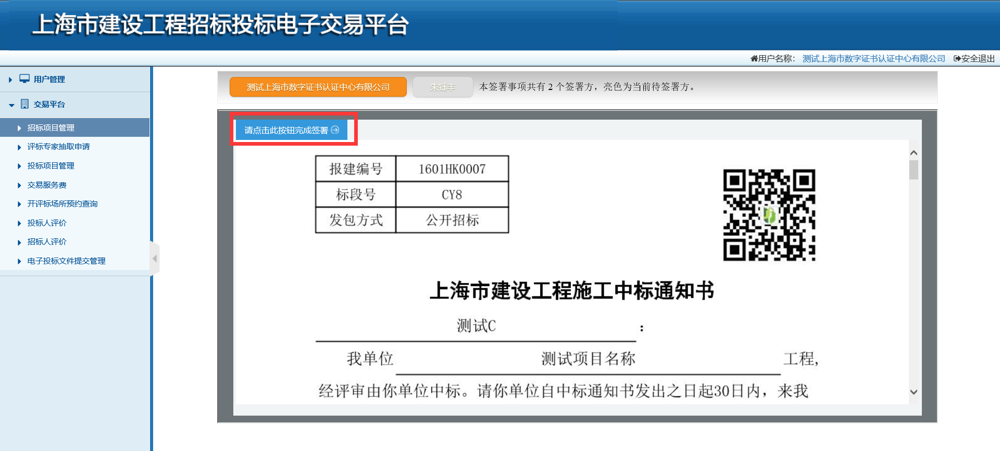 上海市建设工程招标投标电子交易平台
用户名称： 测试上海市数字证书认证中心有限公司 安全退出
用户管理
交易平台
招标项目管理
评标专家抽取申请
投标项目管理
交易服务费
开评标场所预约查询
投标人评价
招标人评价
电子投标文件提交管理
测试上海市数字证书认证中心有限公司 朱钰丰 本签署事项共有 2 个签署方，亮色为当前待签署方。
请点击此按钮完成签署
报建编号 1601HK0007
标段号 CY8
发包方式 公开招标
上海市建设工程施工中标通知书
测试C ：
我单位 测试项目名称 工程,
经评审由你单位中标。请你单位自中标通知书发出之日起30日内，来我